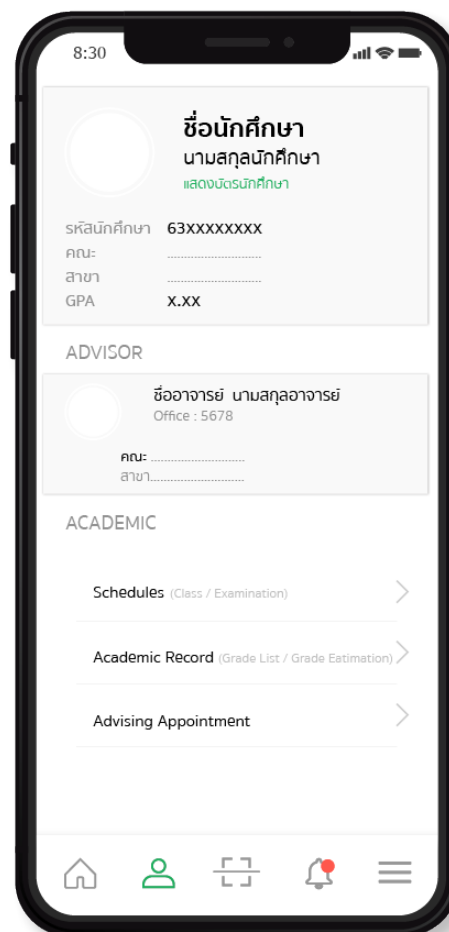 8:30
ชื่อนักศึกษา
นามสกุลนักศึกษา
แสดงบัตรนักศึกษา
รหัสนักศึกษา 63xxxxxxxx
คณะ ............................
สาขา ............................
GPA x.xx
ADVISOR
ชื่ออาจารย์ นามสกุลอาจารย์
Office : 5678
คณะ ............................
สาขา............................
ACADEMIC
Schedules (Class / Examination)
Academic Record (Grade List / Grade Eatimation)
Advising Appointment